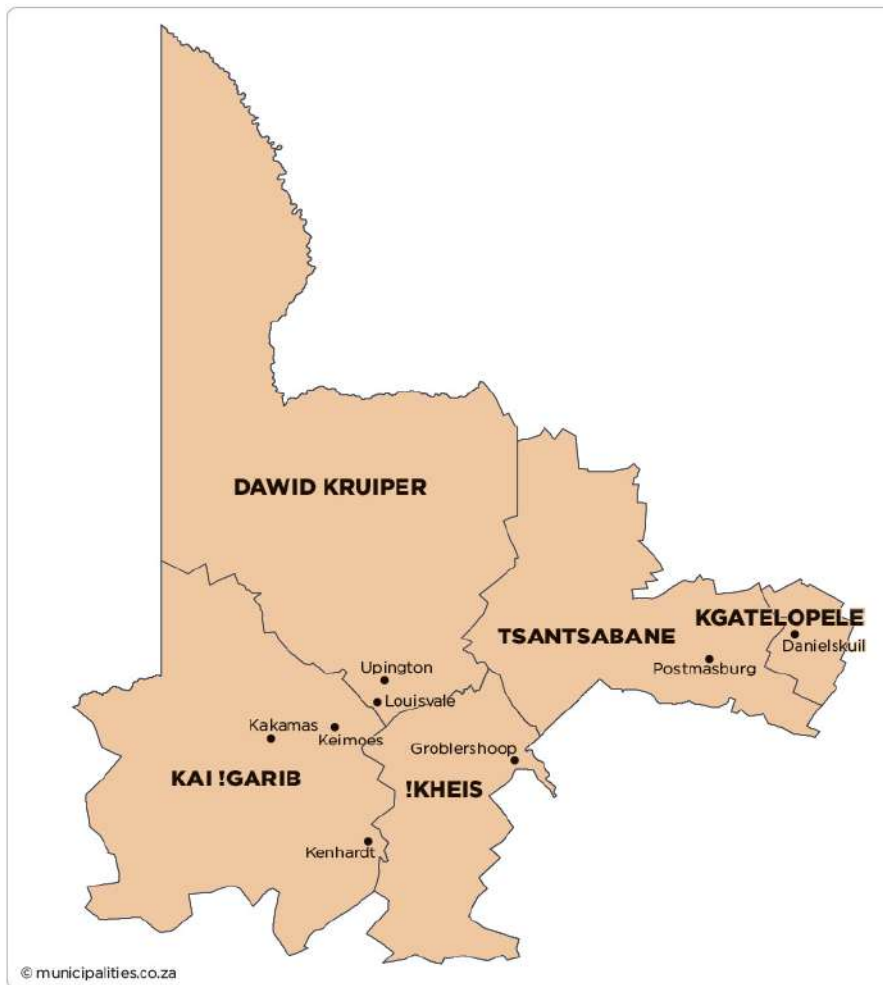 DAWID KRUIPER
KGATELOPELE
TSANTSABANE
Danielskuil
Upington
Postmasburg
Louisvale
Kakamas
Keimoes
Groblershoop
KAI !GARIB
!KHEIS
Kenhardt
© municipalities.co.za